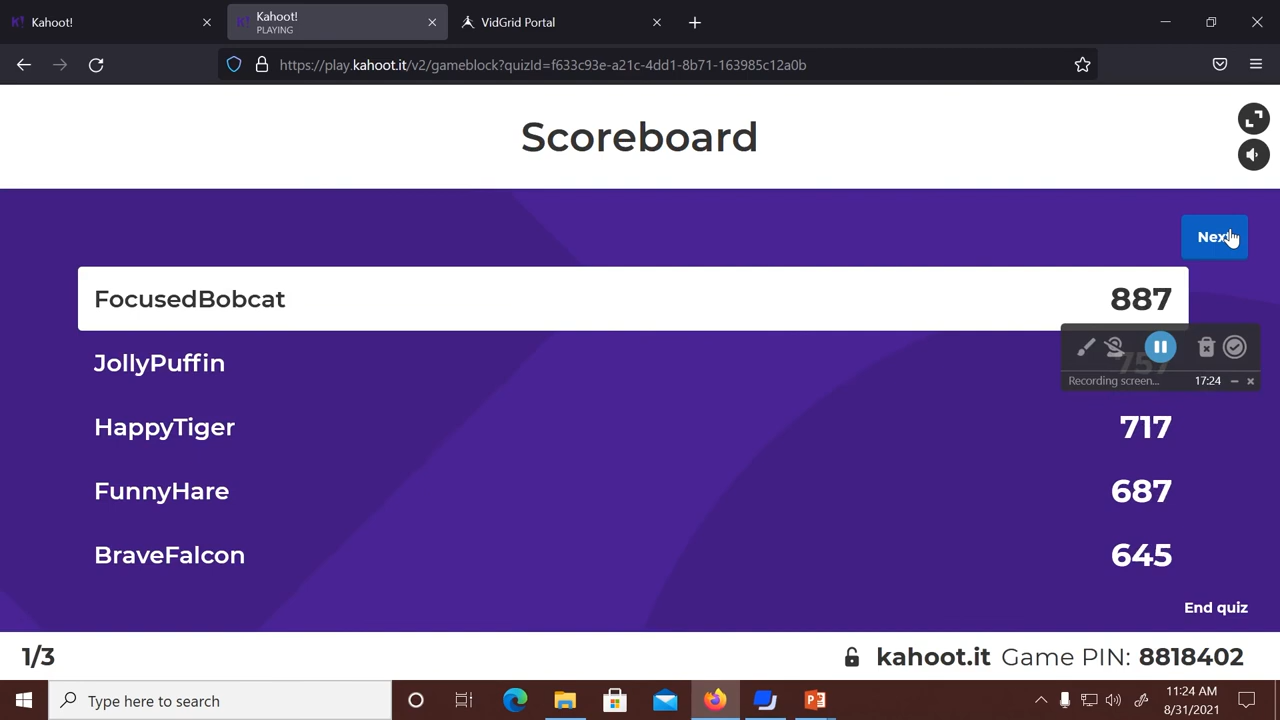 Kahoot!
Kahoot!
PLAYING
VidGrid Portal
https://play.kahoot.it/v2/gameblock?quizId=f633c93e-a21c-4dd1-8b71-163985c12a0b
Scoreboard
Next
FocusedBobcat 887
JollyPuffin 757
Recording screen... 17:24
HappyTiger 717
FunnyHare 687
BraveFalcon 645
End quiz
1/3 kahoot.it Game PIN: 8818402
Type here to search
11:24 AM
8/31/2021